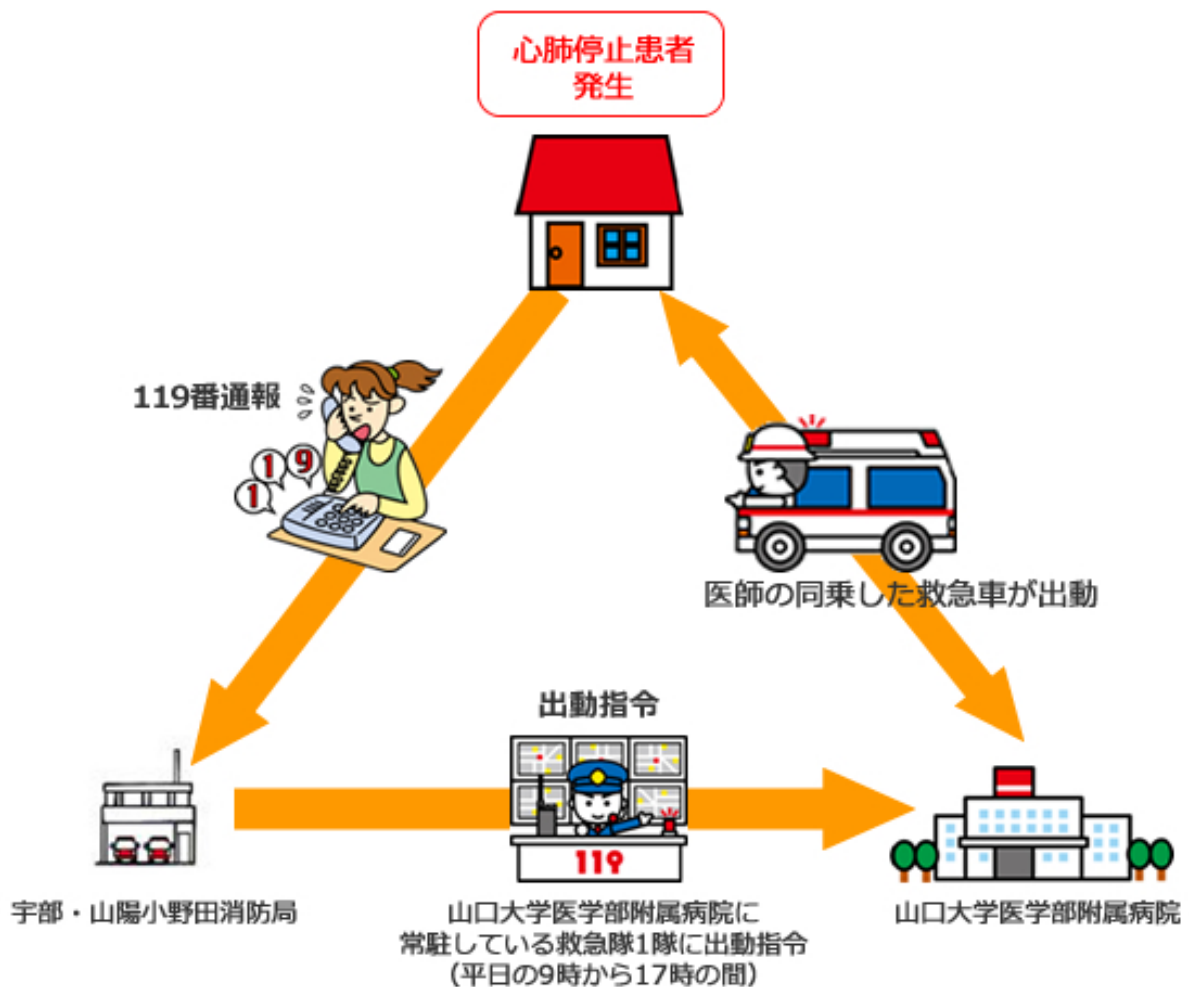 心肺停止患者
発生
119番通報
1
1
9
医師の同乗した救急車が出動
出動指令
119
宇部・山陽小野田消防局
山口大学医学部附属病院に
常駐している救急隊1隊に出動指令
(平日の9時から17時の間)
山口大学医学部附属病院